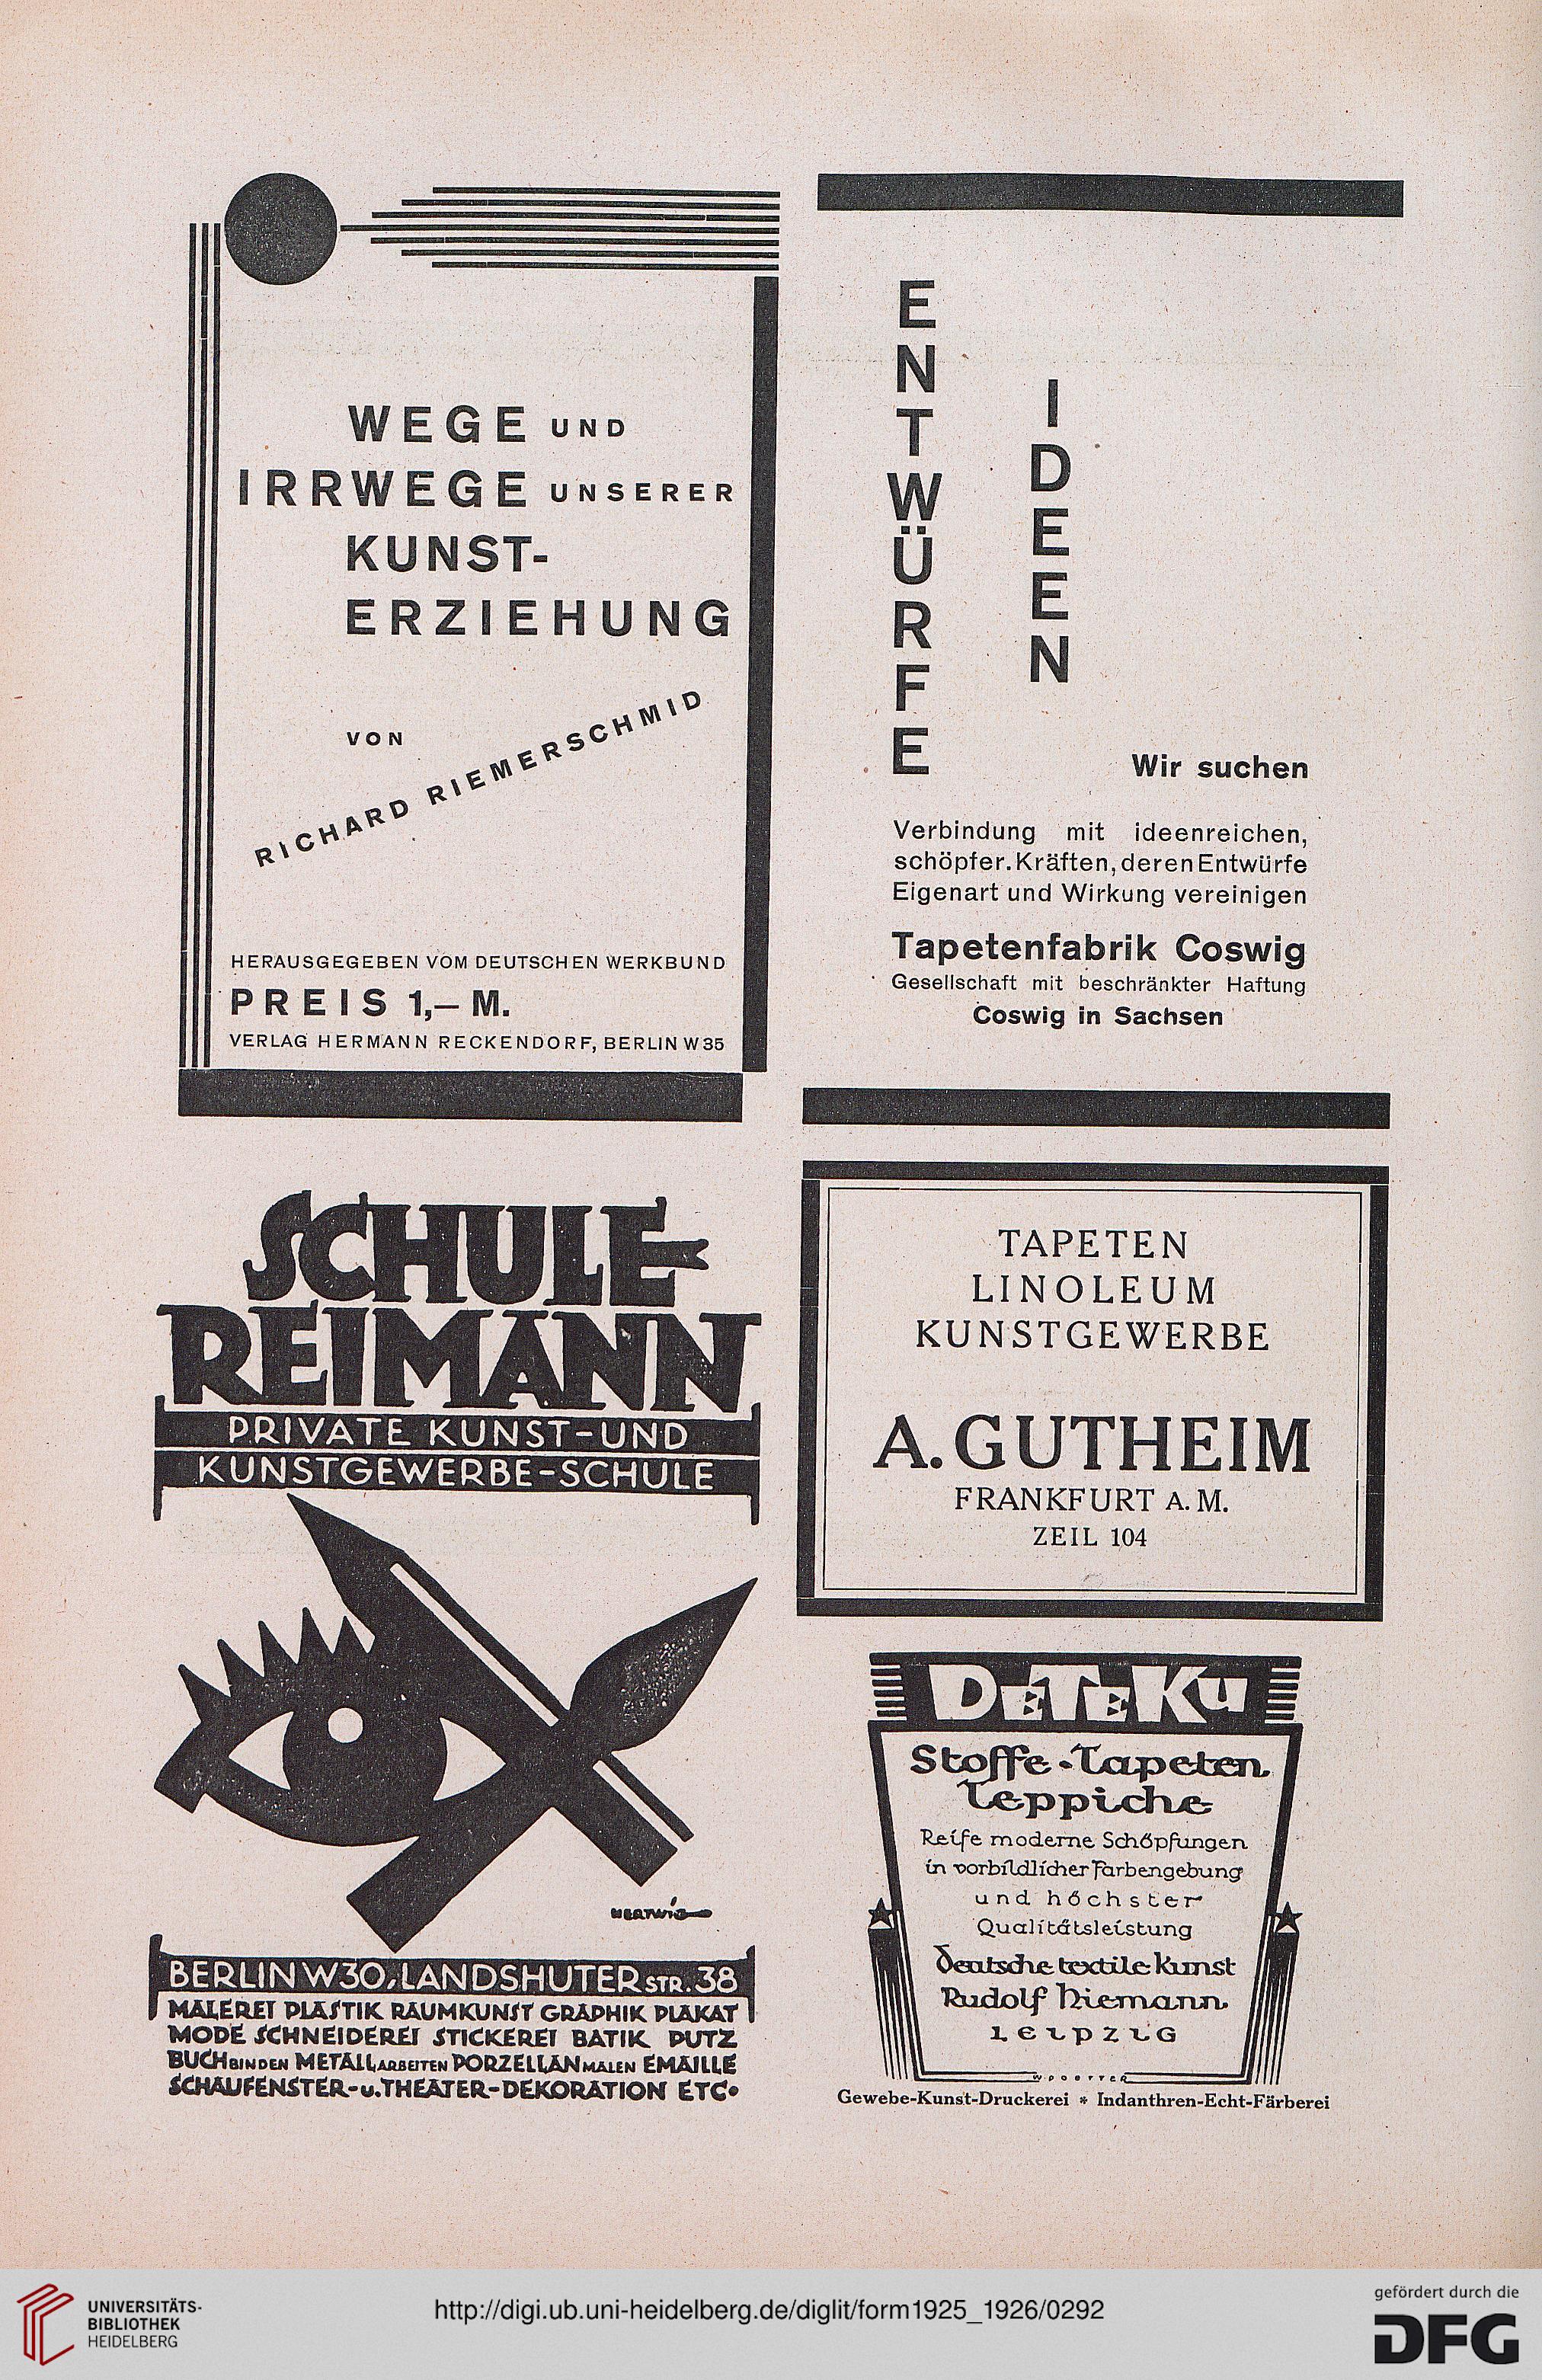 WEGE UND
IRRWEGE UNSERER
KUNST-
ERZIEHUNG
VON
RICHARD RIEMERSCHMID
HERAUSGEGEBEN VOM DEUTSCHEN WERKBUND
PREIS 1,— M.
VERLAG HERMANN RECKENDORF, BERLIN W 35
ENTWÜRFE
IDEEN
Wir suchen
Verbindung mit ideenreichen,
schöpfer. Kräften, deren Entwürfe
Eigenart und Wirkung vereinigen
Tapetenfabrik Coswig
Gesellschaft mit beschränkter Haftung
Coswig in Sachsen
SCHULE
REIMANN
PRIVATE KUNST-UND
KUNSTGEWERBE-SCHULE
HERTWIG
BERLIN W30, LANDSHUTER STR. 38
MALEREI PLASTIK RAUMKUNST GRAPHIK PLAKAT
MODE SCHNEIDEREI STICKEREI BATIK PUTZ
BUCHBINDEN METALLARBEITEN PORZELLANMALEN EMAILLE
SCHAUFENSTER-u. THEATER-DEKORATION ETC.
TAPETEN
LINOLEUM
KUNSTGEWERBE
A. GUTHEIM
FRANKFURT A. M.
ZEIL 104
DETEKU
Stoffe - Tapeten
Teppiche
Reife moderne Schöpfungen
in vorbildlicher Farbengebung
und höchster
Qualitätsleistung
Deutsche textile Kunst
Rudolf Hiemann
LEIPZIG
Gewebe-Kunst-Druckerei * Indanthren-Echt-Färberei
UNIVERSITÄTS-
BIBLIOTHEK
HEIDELBERG
http://digi.ub.uni-heidelberg.de/diglit/form1925_1926/0292
gefördert durch die
DFG